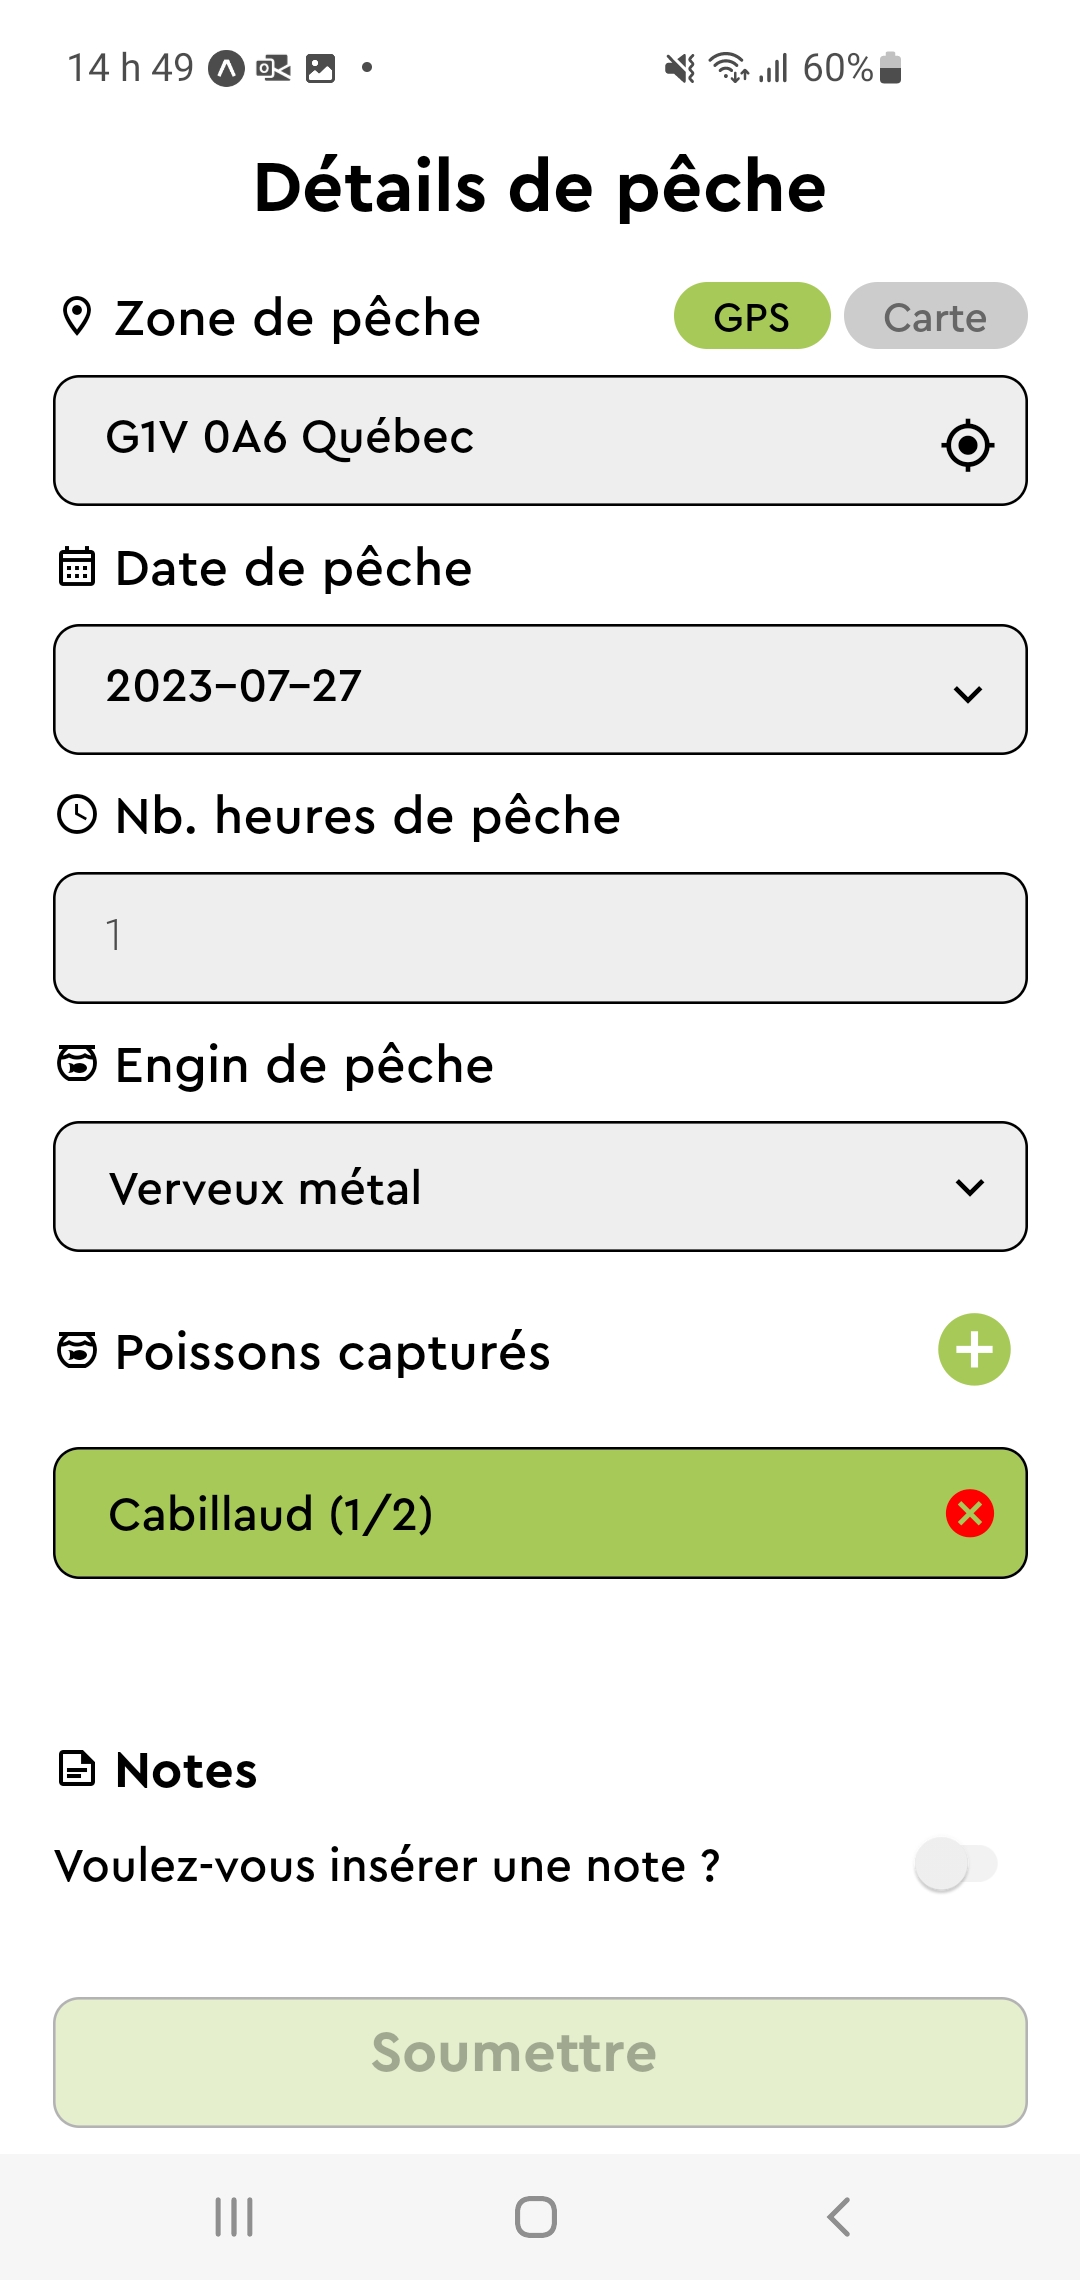 14 h 49 60%
Détails de pêche
Zone de pêche GPS Carte
G1V 0A6 Québec
Date de pêche
2023-07-27
Nb. heures de pêche
1
Engin de pêche
Verveux métal
Poissons capturés
Cabillaud (1/2)
Notes
Voulez-vous insérer une note ?
Soumettre